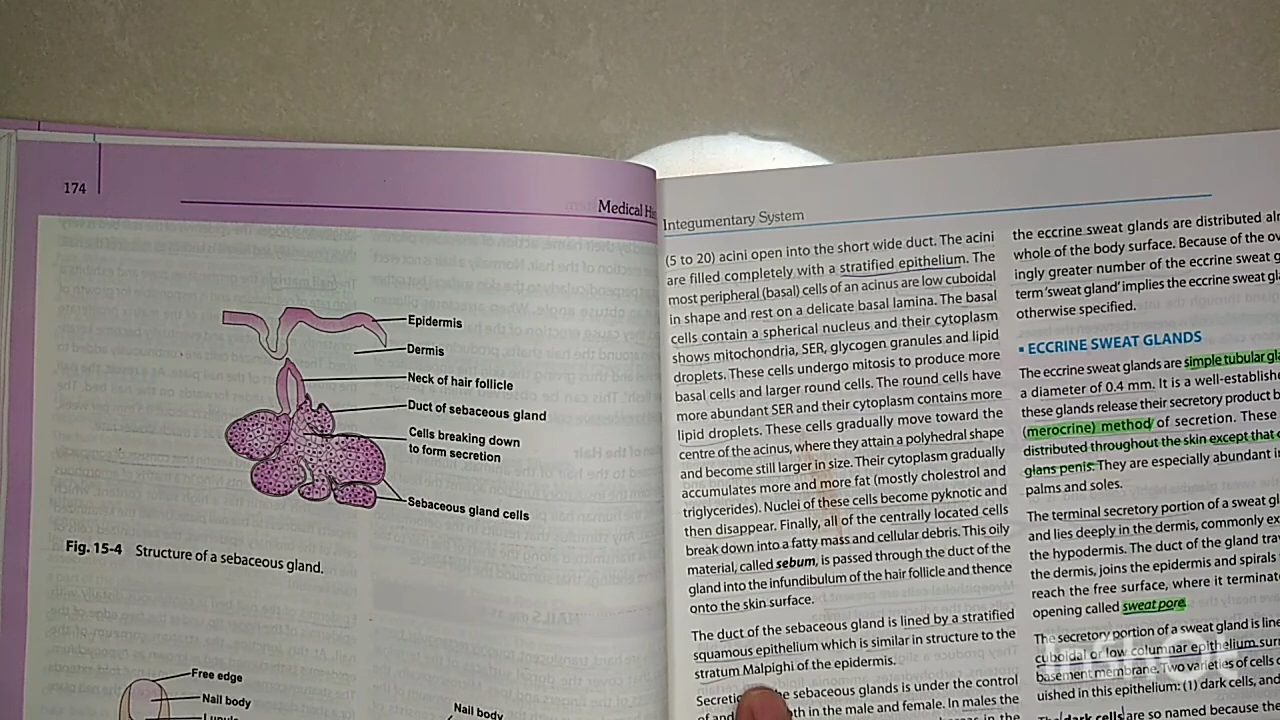 174
Medical His
Epidermis
Dermis
Neck of hair follicle
Duct of sebaceous gland
Cells breaking down
to form secretion
Sebaceous gland cells
Fig. 15-4 Structure of a sebaceous gland.
Free edge
Nail body
Lunula
Nail body
Integumentary System
(5 to 20) acini open into the short wide duct. The acini
are filled completely with a stratified epithelium. The
most peripheral (basal) cells of an acinus are low cuboidal
in shape and rest on a delicate basal lamina. The basal
cells contain a spherical nucleus and their cytoplasm
shows mitochondria, SER, glycogen granules and lipid
droplets. These cells undergo mitosis to produce more
basal cells and larger round cells. The round cells have
more abundant SER and their cytoplasm contains more
lipid droplets. These cells gradually move toward the
centre of the acinus, where they attain a polyhedral shape
and become still larger in size. Their cytoplasm gradually
accumulates more and more fat (mostly cholestrol and
triglycerides). Nuclei of these cells become pyknotic and
then disappear. Finally, all of the centrally located cells
break down into a fatty mass and cellular debris. This oily
material, called sebum, is passed through the duct of the
gland into the infundibulum of the hair follicle and thence
onto the skin surface.
The duct of the sebaceous gland is lined by a stratified
squamous epithelium which is similar in structure to the
stratum Malpighi of the epidermis.
Secretio he sebaceous glands is under the control
of and th in the male and female. In males the
the eccrine sweat glands are distributed all
whole of the body surface. Because of the ov
ingly greater number of the eccrine sweat g
term 'sweat gland' implies the eccrine sweat gl
otherwise specified.
▪ ECCRINE SWEAT GLANDS
The eccrine sweat glands are simple tubular gla
a diameter of 0.4 mm. It is a well-establishe
these glands release their secretory product b
(merocrine) method of secretion. These
distributed throughout the skin except that o
glans penis. They are especially abundant i
palms and soles.
The terminal secretory portion of a sweat gl
and lies deeply in the dermis, commonly ex
the hypodermis. The duct of the gland tra
the dermis, joins the epidermis and spirals
reach the free surface, where it terminat
opening called sweat pore.
The secretory portion of a sweat gland is line
cuboidal or low columnar epithelium sur
basement membrane. Two varieties of cells c
uished in this epithelium: (1) dark cells, and
The dark cells are so named because the